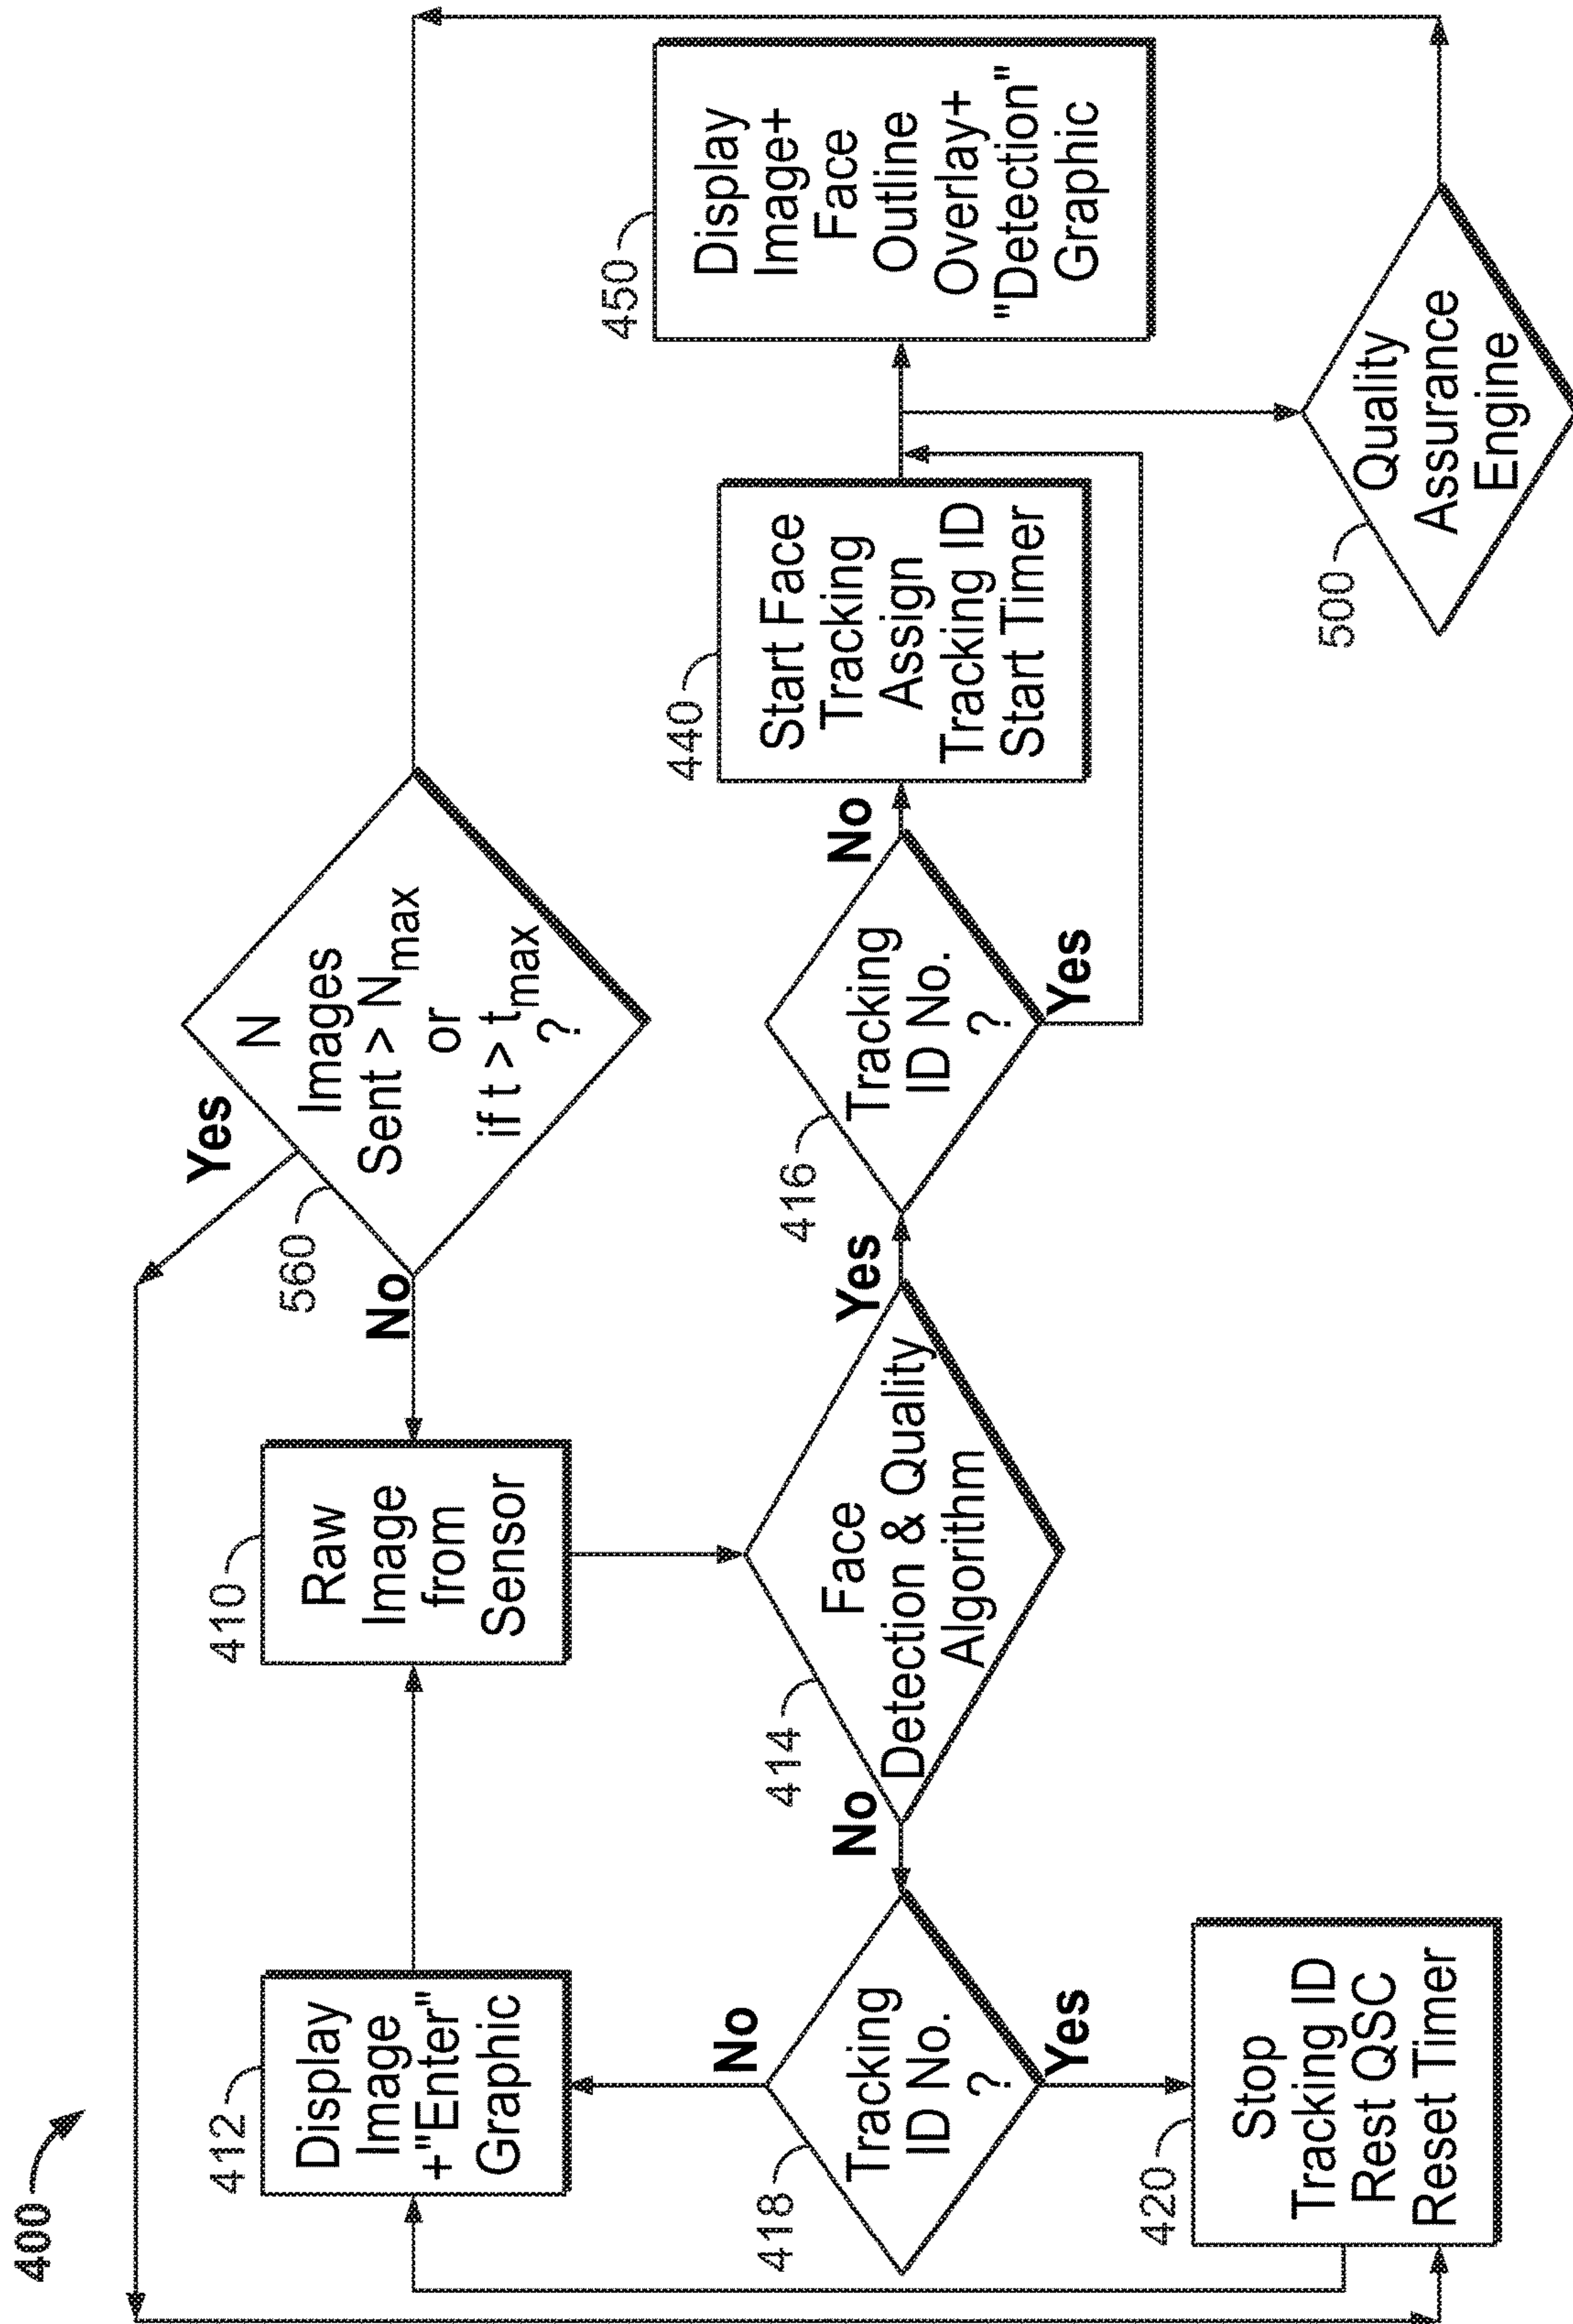 400
412
Display
Image
+"Enter"
Graphic
410
Raw
Image
from
Sensor
560
N
Images
Sent > Nmax
or
if t > tmax
?
Yes
No
418
Tracking
ID No.
?
No
Yes
414
Face
Detection & Quality
Algorithm
No
Yes
416
Tracking
ID No.
?
No
Yes
440
Start Face
Tracking
Assign
Tracking ID
Start Timer
450
Display
Image+
Face
Outline
Overlay+
"Detection"
Graphic
420
Stop
Tracking ID
Rest QSC
Reset Timer
500
Quality
Assurance
Engine